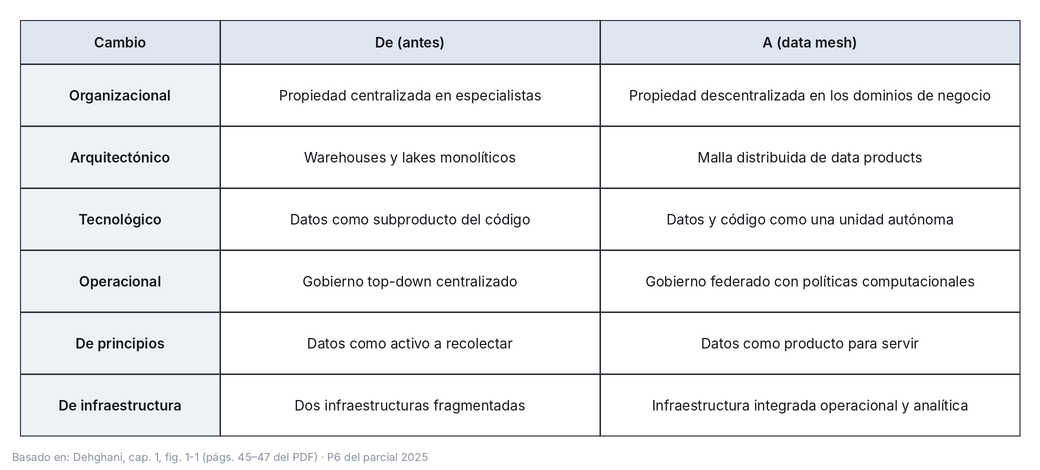 Cambio De (antes) A (data mesh)
Organizacional Propiedad centralizada en especialistas Propiedad descentralizada en los dominios de negocio
Arquitectónico Warehouses y lakes monolíticos Malla distribuida de data products
Tecnológico Datos como subproducto del código Datos y código como una unidad autónoma
Operacional Gobierno top-down centralizado Gobierno federado con políticas computacionales
De principios Datos como activo a recolectar Datos como producto para servir
De infraestructura Dos infraestructuras fragmentadas Infraestructura integrada operacional y analítica
Basado en: Dehghani, cap. 1, fig. 1-1 (págs. 45–47 del PDF) · P6 del parcial 2025